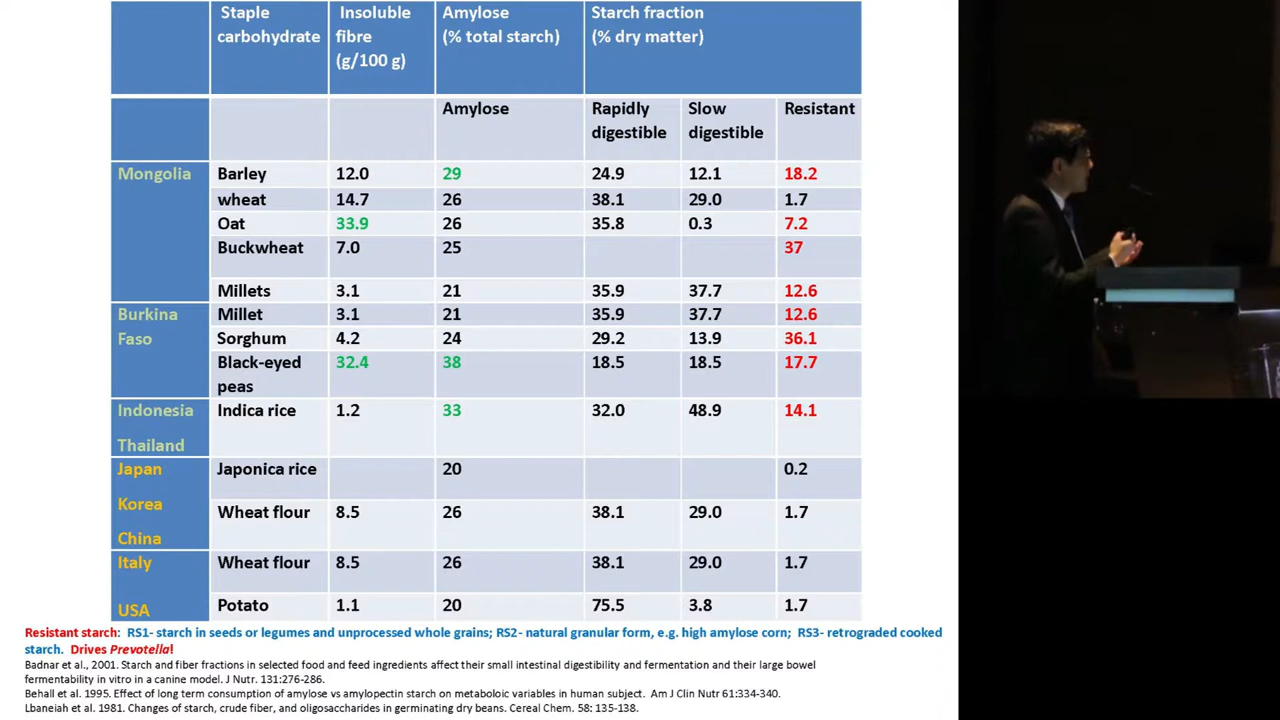 Staple carbohydrate Insoluble fibre (g/100 g) Amylose (% total starch) Starch fraction (% dry matter)
Amylose Rapidly digestible Slow digestible Resistant
Mongolia Barley 12.0 29 24.9 12.1 18.2
wheat 14.7 26 38.1 29.0 1.7
Oat 33.9 26 35.8 0.3 7.2
Buckwheat 7.0 25 37
Millets 3.1 21 35.9 37.7 12.6
Burkina Faso Millet 3.1 21 35.9 37.7 12.6
Sorghum 4.2 24 29.2 13.9 36.1
Black-eyed peas 32.4 38 18.5 18.5 17.7
Indonesia Thailand Indica rice 1.2 33 32.0 48.9 14.1
Japan Japonica rice 20 0.2
Korea Wheat flour 8.5 26 38.1 29.0 1.7
China
Italy Wheat flour 8.5 26 38.1 29.0 1.7
USA Potato 1.1 20 75.5 3.8 1.7
Resistant starch: RS1- starch in seeds or legumes and unprocessed whole grains; RS2- natural granular form, e.g. high amylose corn; RS3- retrograded cooked
starch. Drives Prevotella!
Badnar et al., 2001. Starch and fiber fractions in selected food and feed ingredients affect their small intestinal digestibility and fermentation and their large bowel
fermentability in vitro in a canine model. J Nutr. 131:276-286.
Behall et al. 1995. Effect of long term consumption of amylose vs amylopectin starch on metaboloic variables in human subject. Am J Clin Nutr 61:334-340.
Lbaneiah et al. 1981. Changes of starch, crude fiber, and oligosaccharides in germinating dry beans. Cereal Chem. 58: 135-138.